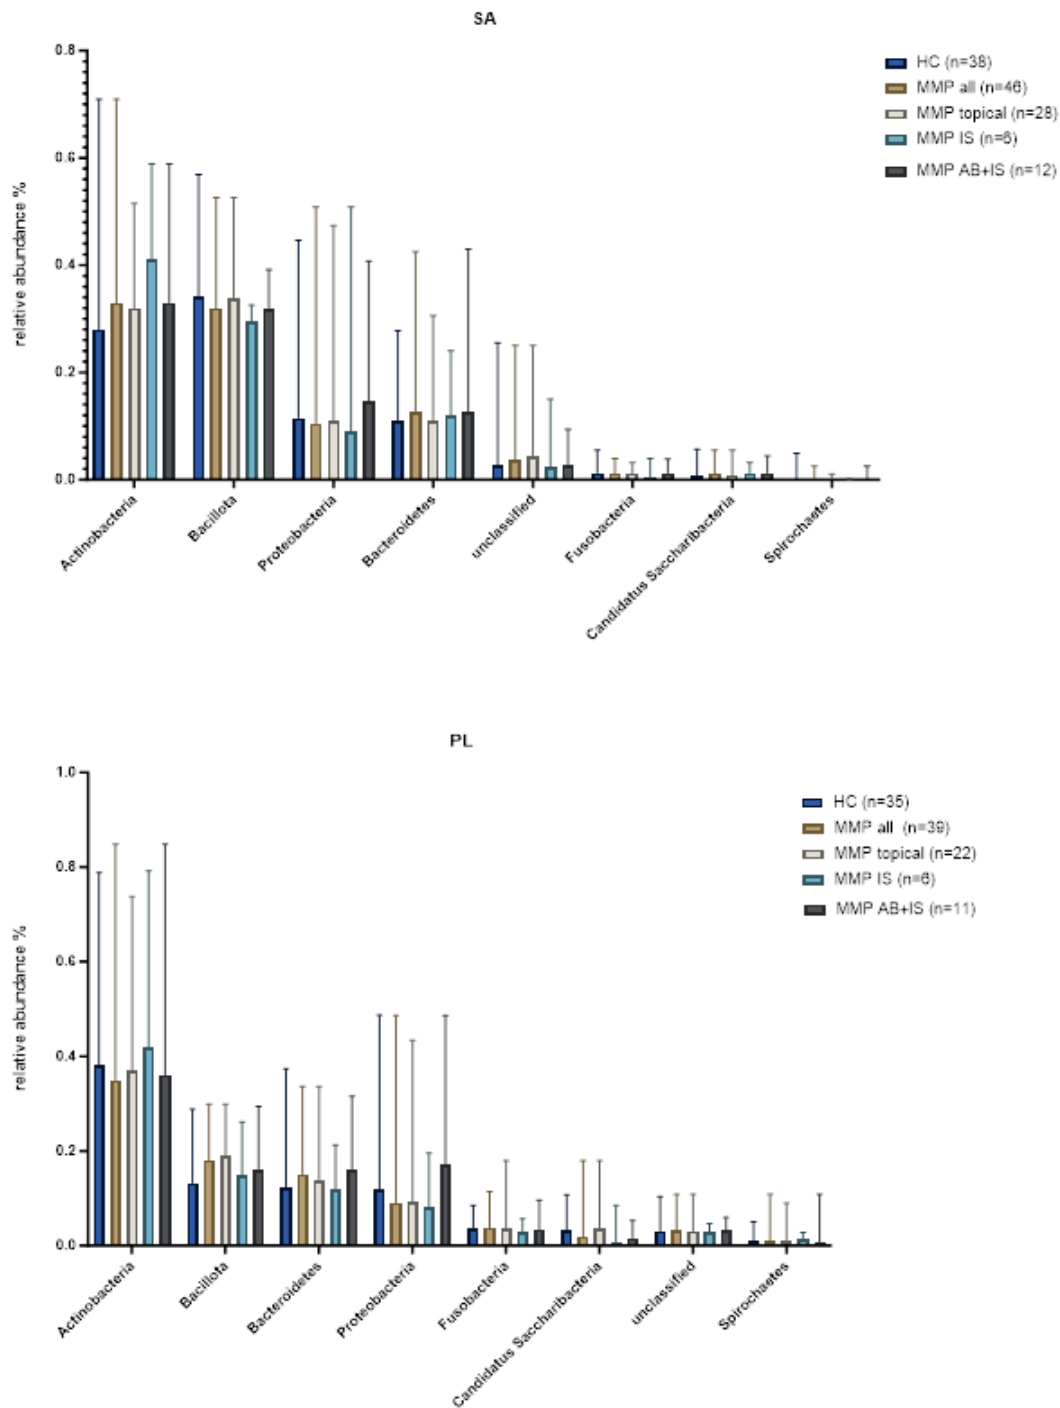 SA
0.8
0.6
0.4
0.2
0.0
relative abundance %
HC (n=38)
MMP all (n=46)
MMP topical (n=28)
MMP IS (n=6)
MMP AB+IS (n=12)
Actinobacteria
Bacillota
Proteobacteria
Bacteroidetes
unclassified
Fusobacteria
Candidatus Saccharibacteria
Spirochaetes
PL
1.0
0.8
0.6
0.4
0.2
0.0
relative abundance %
HC (n=35)
MMP all (n=39)
MMP topical (n=22)
MMP IS (n=6)
MMP AB+IS (n=11)
Actinobacteria
Bacillota
Bacteroidetes
Proteobacteria
Fusobacteria
Candidatus Saccharibacteria
unclassified
Spirochaetes